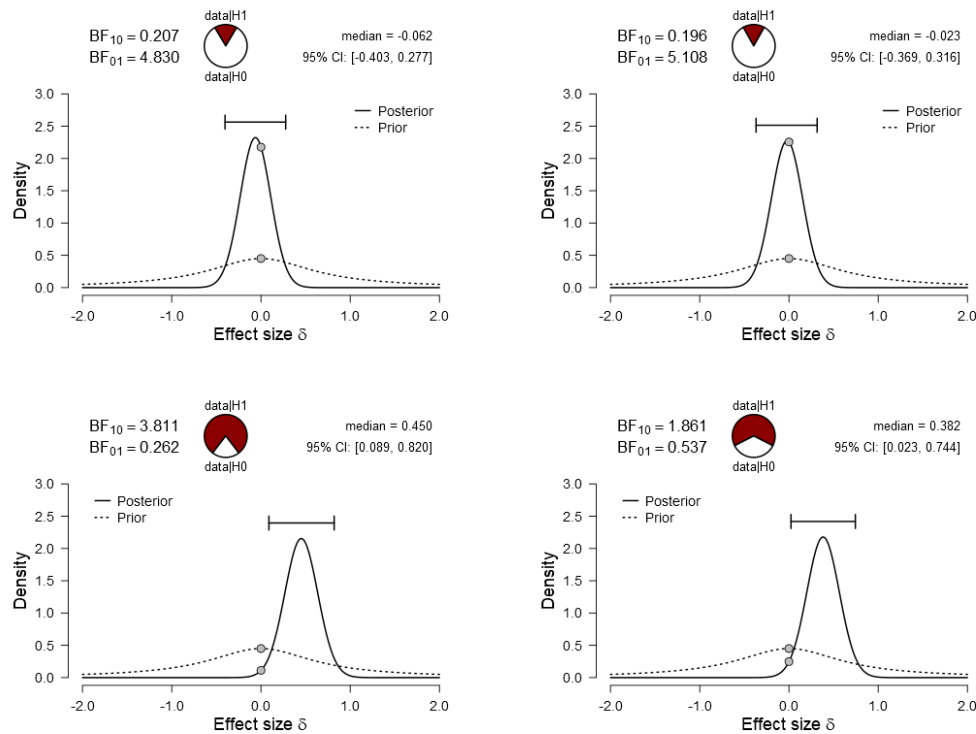 data|H1
BF10 = 0.207
BF01 = 4.830
data|H0
median = -0.062
95% CI: [-0.403, 0.277]
3.0
2.5
2.0
1.5
1.0
0.5
0.0
Density
Posterior
Prior
-2.0 -1.0 0.0 1.0 2.0
Effect size δ
data|H1
BF10 = 0.196
BF01 = 5.108
data|H0
median = -0.023
95% CI: [-0.369, 0.316]
3.0
2.5
2.0
1.5
1.0
0.5
0.0
Density
Posterior
Prior
-2.0 -1.0 0.0 1.0 2.0
Effect size δ
data|H1
BF10 = 3.811
BF01 = 0.262
data|H0
median = 0.450
95% CI: [0.089, 0.820]
3.0
2.5
2.0
1.5
1.0
0.5
0.0
Density
Posterior
Prior
-2.0 -1.0 0.0 1.0 2.0
Effect size δ
data|H1
BF10 = 1.861
BF01 = 0.537
data|H0
median = 0.382
95% CI: [0.023, 0.744]
3.0
2.5
2.0
1.5
1.0
0.5
0.0
Density
Posterior
Prior
-2.0 -1.0 0.0 1.0 2.0
Effect size δ